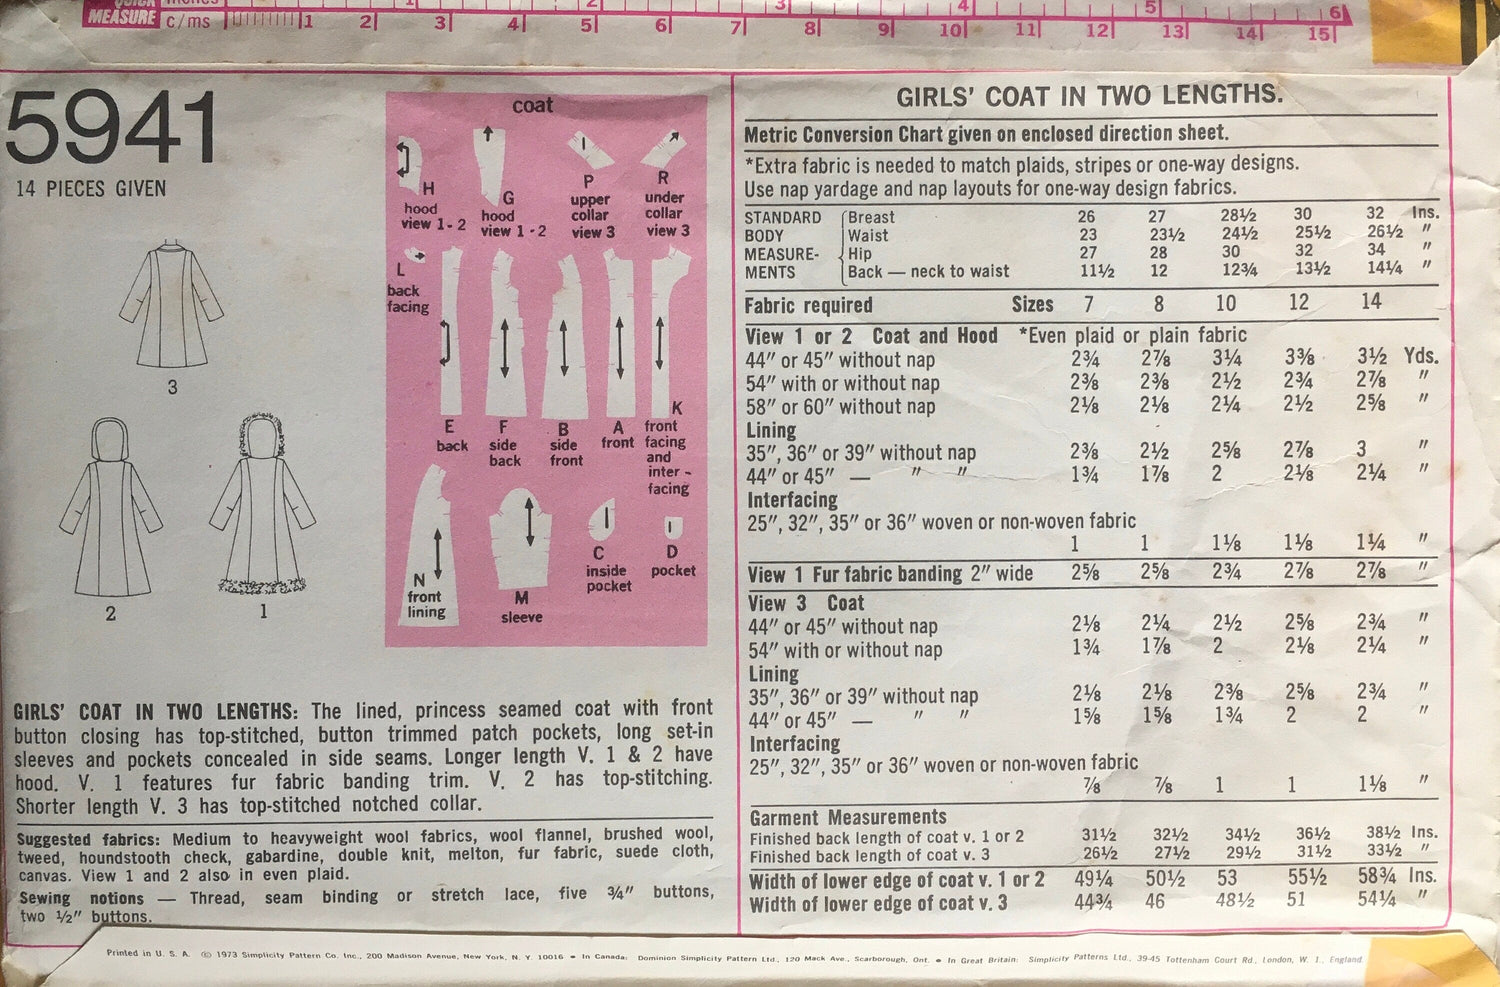 QUICK
MEASURE c/ms 1 2 3 4 5 6 7 8 9 10 11 12 13 14 15
3 4 5 6
5941
14 PIECES GIVEN
3
2 1
coat
H
hood
view 1-2
G
hood
view 1-2
P
upper
collar
view 3
R
under
collar
view 3
L
back
facing
E
back
F
side
back
B
side
front
A
front
K
front
facing
and
inter-
facing
N
front
lining
M
sleeve
C
inside
pocket
D
pocket
GIRLS' COAT IN TWO LENGTHS: The lined, princess seamed coat with front
button closing has top-stitched, button trimmed patch pockets, long set-in
sleeves and pockets concealed in side seams. Longer length V. 1 & 2 have
hood. V. 1 features fur fabric banding trim. V. 2 has top-stitching.
Shorter length V. 3 has top-stitched notched collar.
Suggested fabrics: Medium to heavyweight wool fabrics, wool flannel, brushed wool,
tweed, houndstooth check, gabardine, double knit, melton, fur fabric, suede cloth,
canvas. View 1 and 2 also in even plaid.
Sewing notions — Thread, seam binding or stretch lace, five ¾" buttons,
two ½" buttons.
GIRLS' COAT IN TWO LENGTHS.
Metric Conversion Chart given on enclosed direction sheet.
*Extra fabric is needed to match plaids, stripes or one-way designs.
Use nap yardage and nap layouts for one-way design fabrics.
STANDARD Breast 26 27 28½ 30 32 Ins.
BODY Waist 23 23½ 24½ 25½ 26½ "
MEASURE- Hip 27 28 30 32 34 "
MENTS Back — neck to waist 11½ 12 12¾ 13½ 14¼ "
Fabric required Sizes 7 8 10 12 14
View 1 or 2 Coat and Hood *Even plaid or plain fabric
44" or 45" without nap 2¾ 2⅞ 3¼ 3⅜ 3½ Yds.
54" with or without nap 2⅜ 2⅜ 2½ 2¾ 2⅞ "
58" or 60" without nap 2⅛ 2⅛ 2¼ 2½ 2⅝ "
Lining
35", 36" or 39" without nap 2⅜ 2½ 2⅝ 2⅞ 3 "
44" or 45" — " " 1¾ 1⅞ 2 2⅛ 2¼ "
Interfacing
25", 32", 35" or 36" woven or non-woven fabric
1 1 1⅛ 1⅛ 1¼ "
View 1 Fur fabric banding 2" wide 2⅝ 2⅝ 2¾ 2⅞ 2⅞ "
View 3 Coat
44" or 45" without nap 2⅛ 2¼ 2½ 2⅝ 2¾ "
54" with or without nap 1¾ 1⅞ 2 2⅛ 2¼ "
Lining
35", 36" or 39" without nap 2⅛ 2⅛ 2⅜ 2⅝ 2¾ "
44" or 45" — " " 1⅝ 1⅝ 1¾ 2 2 "
Interfacing
25", 32", 35" or 36" woven or non-woven fabric
⅞ ⅞ 1 1 1⅛ "
Garment Measurements
Finished back length of coat v. 1 or 2 31½ 32½ 34½ 36½ 38½ Ins.
Finished back length of coat v. 3 26½ 27½ 29½ 31½ 33½ "
Width of lower edge of coat v. 1 or 2 49¼ 50½ 53 55½ 58¾ Ins.
Width of lower edge of coat v. 3 44¾ 46 48½ 51 54¼ "
Printed in U. S. A. © 1973 Simplicity Pattern Co. Inc., 200 Madison Avenue, New York, N. Y. 10016 • In Canada: Dominion Simplicity Pattern Ltd., 120 Mack Ave., Scarborough, Ont. • In Great Britain: Simplicity Patterns Ltd., 39-45 Tottenham Court Rd., London, W. 1., England